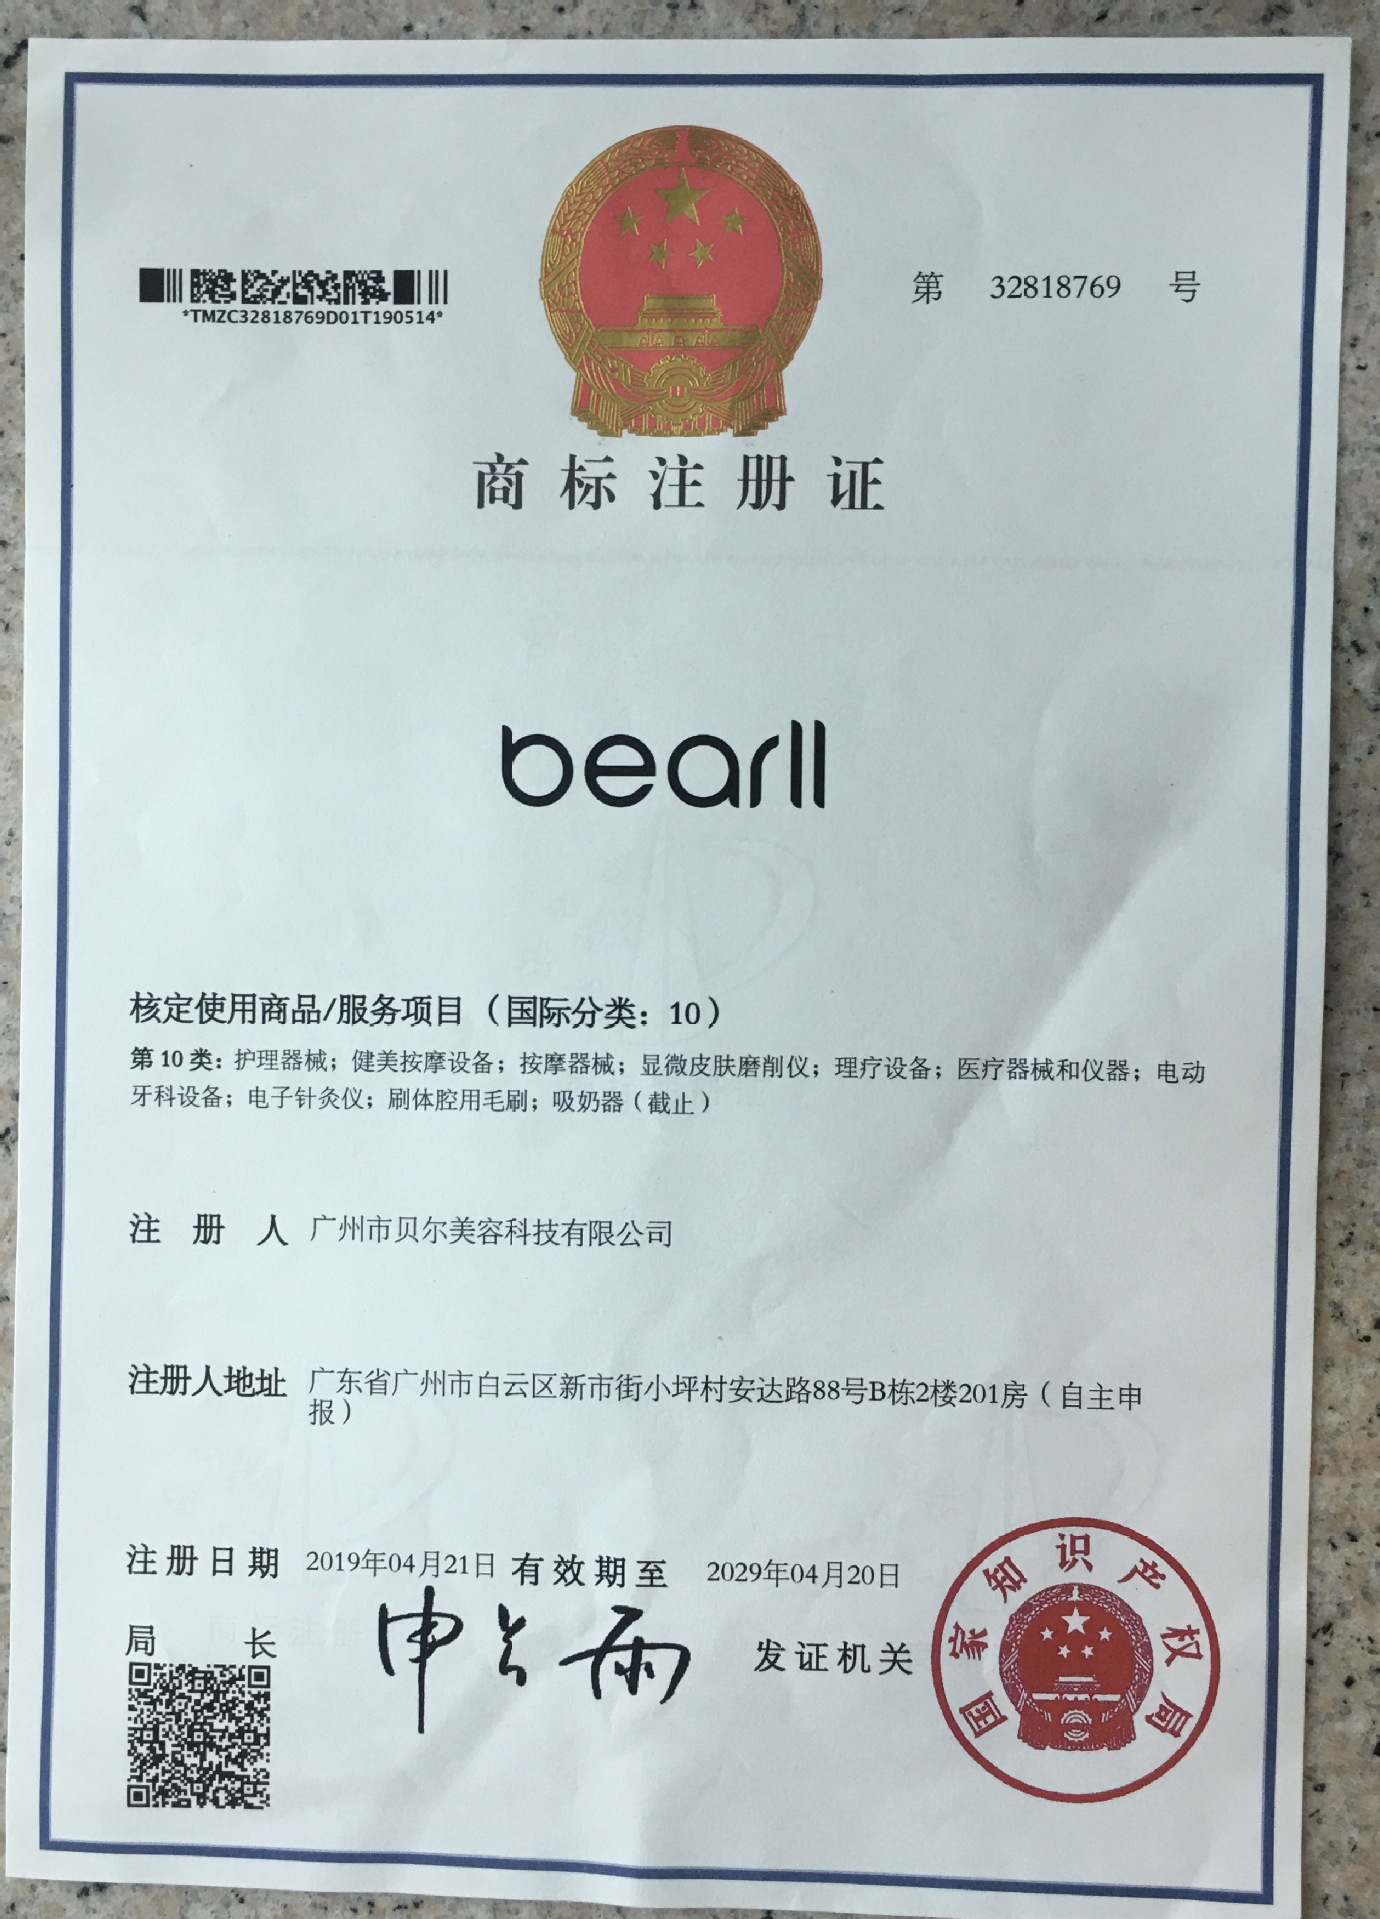 第 32818769 号
*TMZC32818769D01T190514*
商标注册证
bearll
核定使用商品/服务项目（国际分类：10）
第10类：护理器械；健美按摩设备；按摩器械；显微皮肤磨削仪；理疗设备；医疗器械和仪器；电动
牙科设备；电子针灸仪；刷体腔用毛刷；吸奶器（截止）
注册人 广州市贝尔美容科技有限公司
注册人地址 广东省广州市白云区新市街小坪村安达路88号B栋2楼201房（自主申
报）
注册日期 2019年04月21日 有效期至 2029年04月20日
局长 申长雨 发证机关
国家知识产权局